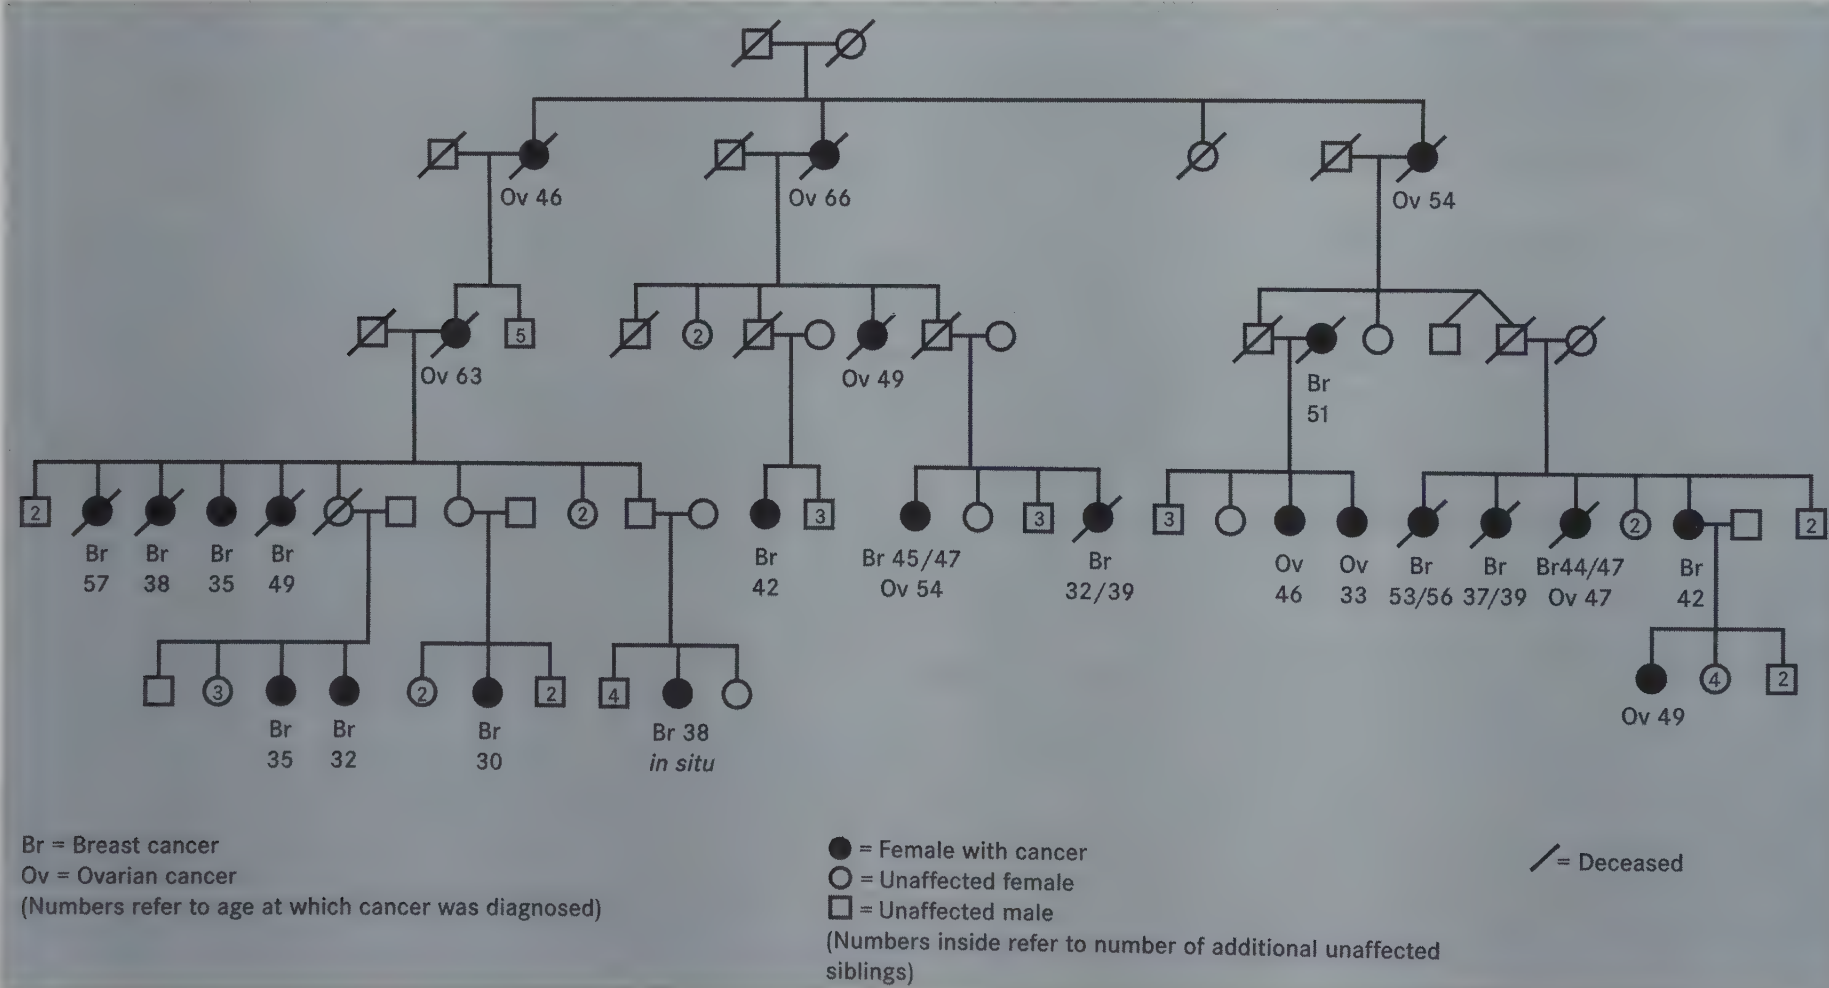 Ov 46
Ov 66
Ov 54
5
2
Ov 63
Ov 49
Br
51
2
2
3
3
3
2
2
Br
57
Br
38
Br
35
Br
49
Br
42
Br 45/47
Ov 54
Br
32/39
Ov
46
Ov
33
Br
53/56
Br
37/39
Br44/47
Ov 47
Br
42
3
2
2
4
4
2
Br
35
Br
32
Br
30
Br 38
in situ
Ov 49
Br = Breast cancer
Ov = Ovarian cancer
(Numbers refer to age at which cancer was diagnosed)
= Female with cancer
= Unaffected female
= Unaffected male
(Numbers inside refer to number of additional unaffected
siblings)
= Deceased